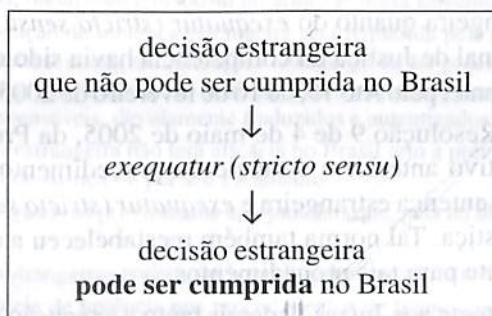 decisão estrangeira
que não pode ser cumprida no Brasil
↓
exequatur (stricto sensu)
↓
decisão estrangeira
pode ser cumprida no Brasil